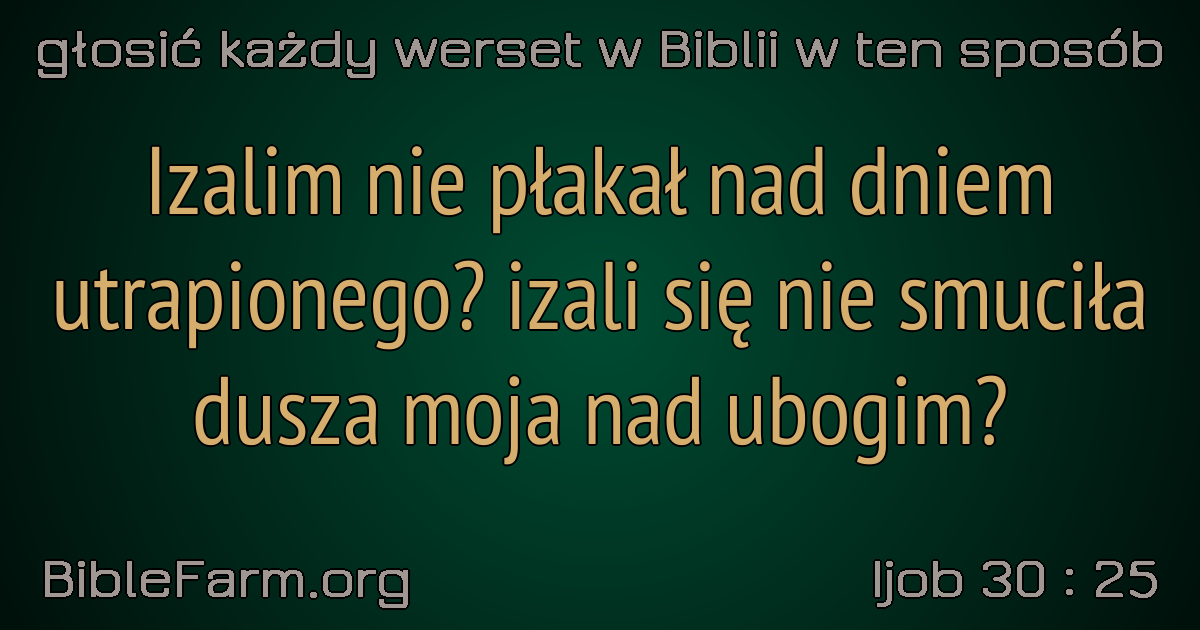 głosić każdy werset w Biblii w ten sposób
Izalim nie płakał nad dniem
utrapionego? izali się nie smuciła
dusza moja nad ubogim?
BibleFarm.org
Ijob 30 : 25